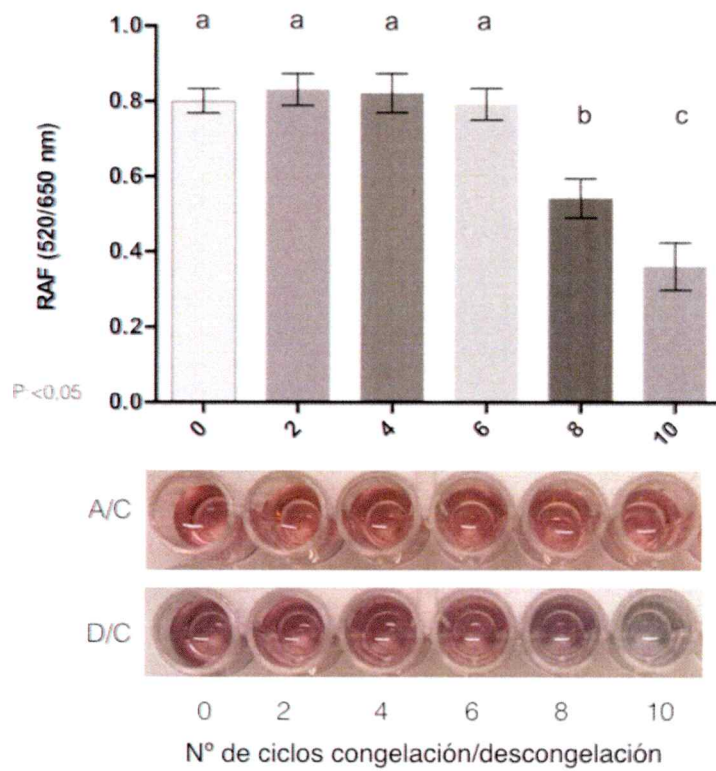 1.0
a a a a
0.8
b c
0.6
RAF (520/650 nm)
0.4
0.2
P <0,05
0.0
0 2 4 6 8 10
A/C
D/C
0 2 4 6 8 10
Nº de ciclos congelación/descongelación